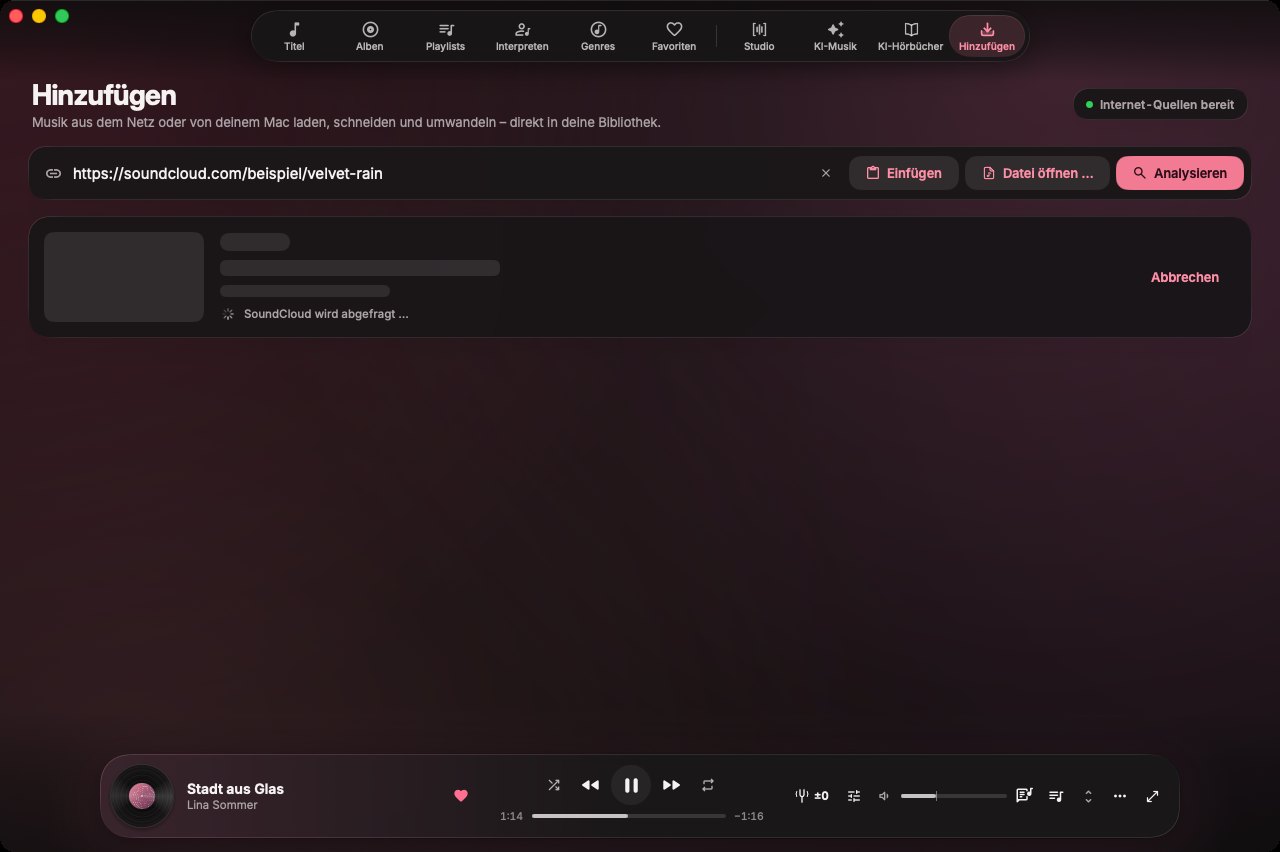 Titel
Alben
Playlists
Interpreten
Genres
Favoriten
Studio
KI-Musik
KI-Hörbücher
Hinzufügen
Hinzufügen
Musik aus dem Netz oder von deinem Mac laden, schneiden und umwandeln – direkt in deine Bibliothek.
Internet-Quellen bereit
https://soundcloud.com/beispiel/velvet-rain
Einfügen
Datei öffnen ...
Analysieren
SoundCloud wird abgefragt ...
Abbrechen
Stadt aus Glas
Lina Sommer
1:14
−1:16
±0